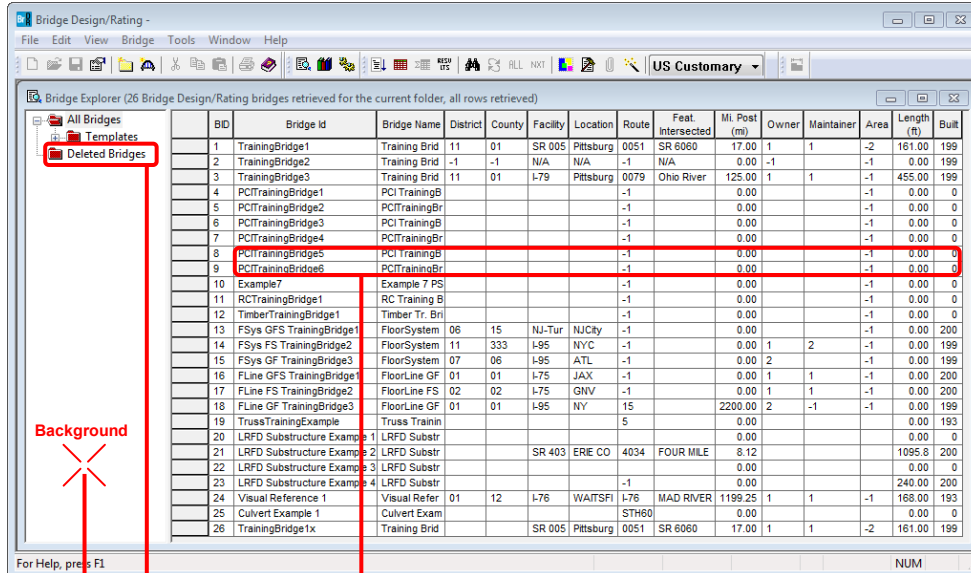 Br Bridge Design/Rating -
File Edit View Bridge Tools Window Help
ALL NXT US Customary
Bridge Explorer (26 Bridge Design/Rating bridges retrieved for the current folder, all rows retrieved)
All Bridges
Templates
Deleted Bridges
BID Bridge Id Bridge Name District County Facility Location Route Feat. Intersected Mi. Post (mi) Owner Maintainer Area Length (ft) Built
1 TrainingBridge1 Training Brid 11 01 SR 005 Pittsburg 0051 SR 6060 17.00 1 1 -2 161.00 199
2 TrainingBridge2 Training Brid -1 -1 N/A N/A -1 N/A 0.00 -1 -1 0.00 199
3 TrainingBridge3 Training Brid 11 01 I-79 Pittsburg 0079 Ohio River 125.00 1 1 -1 455.00 199
4 PCITrainingBridge1 PCI TrainingB -1 0.00 -1 0.00 0
5 PCITrainingBridge2 PCITrainingBr -1 0.00 -1 0.00 0
6 PCITrainingBridge3 PCI TrainingB -1 0.00 -1 0.00 0
7 PCITrainingBridge4 PCITrainingBr -1 0.00 -1 0.00 0
8 PCITrainingBridge5 PCI TrainingB -1 0.00 -1 0.00 0
9 PCITrainingBridge6 PCITrainingBr -1 0.00 -1 0.00 0
10 Example7 Example 7 PS -1 0.00 -1 0.00 0
11 RCTrainingBridge1 RC Training B -1 0.00 -1 0.00 0
12 TimberTrainingBridge1 Timber Tr. Bri -1 0.00 -1 0.00 0
13 FSys GFS TrainingBridge1 FloorSystem 06 15 NJ-Tur NJCity -1 0.00 -1 0.00 200
14 FSys FS TrainingBridge2 FloorSystem 11 333 I-95 NYC -1 0.00 1 2 -1 0.00 199
15 FSys GF TrainingBridge3 FloorSystem 07 06 I-95 ATL -1 0.00 2 -1 0.00 199
16 FLine GFS TrainingBridge1 FloorLine GF 01 01 I-75 JAX -1 0.00 1 1 -1 0.00 200
17 FLine FS TrainingBridge2 FloorLine FS 02 02 I-75 GNV -1 0.00 1 1 -1 0.00 200
18 FLine GF TrainingBridge3 FloorLine GF 01 01 I-95 NY 15 2200.00 2 -1 -1 0.00 199
19 TrussTrainingExample Truss Trainin 5 0.00 0.00 193
20 LRFD Substructure Example 1 LRFD Substr 0.00 0.00 0
21 LRFD Substructure Example 2 LRFD Substr SR 403 ERIE CO 4034 FOUR MILE 8.12 1095.8 200
22 LRFD Substructure Example 3 LRFD Substr 0.00 0.00 0
23 LRFD Substructure Example 4 LRFD Substr -1 0.00 240.00 200
24 Visual Reference 1 Visual Refer 01 12 I-76 WAITSFI I-76 MAD RIVER 1199.25 1 1 -1 168.00 193
25 Culvert Example 1 Culvert Exam STH60 0.00 0.00 0
26 TrainingBridge1x Training Brid SR 005 Pittsburg 0051 SR 6060 17.00 1 1 -2 161.00 199
Background
For Help, press F1 NUM